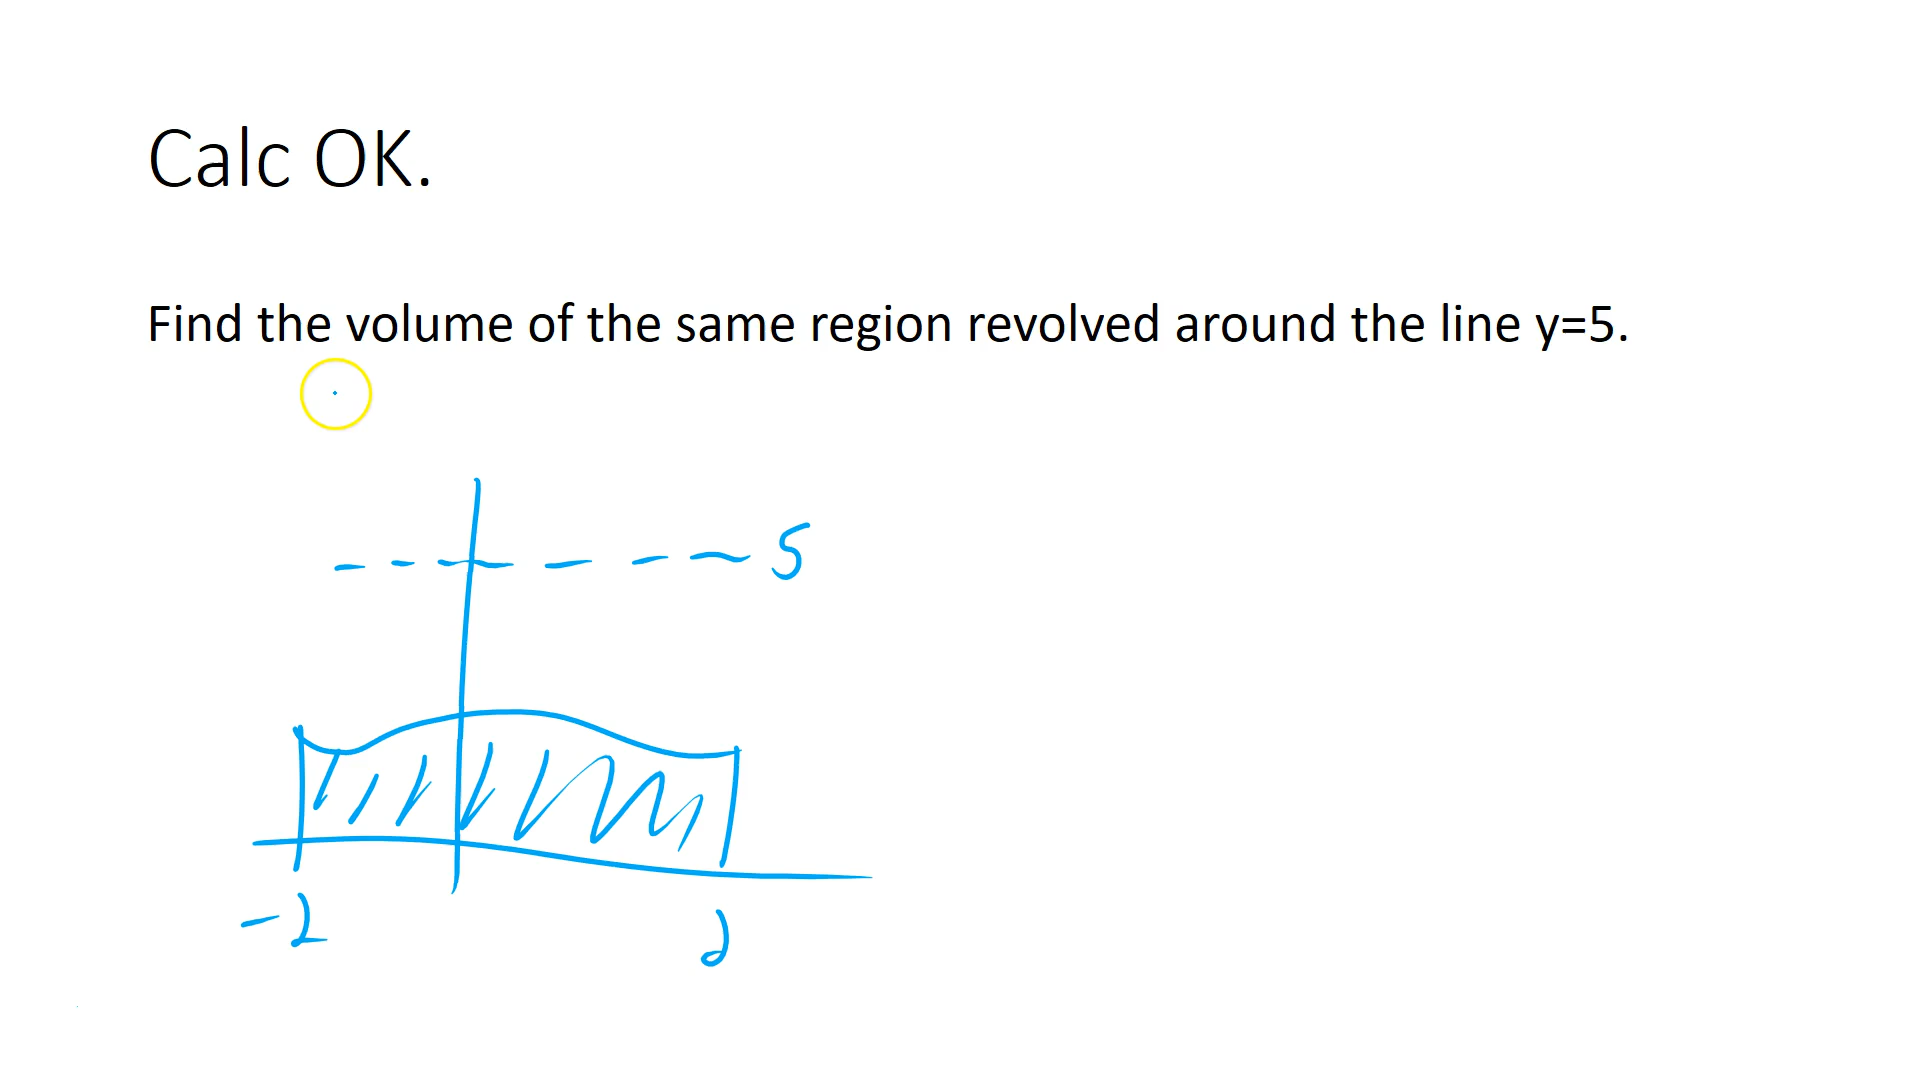 Calc OK.
Find the volume of the same region revolved around the line y=5.
5
-2
2